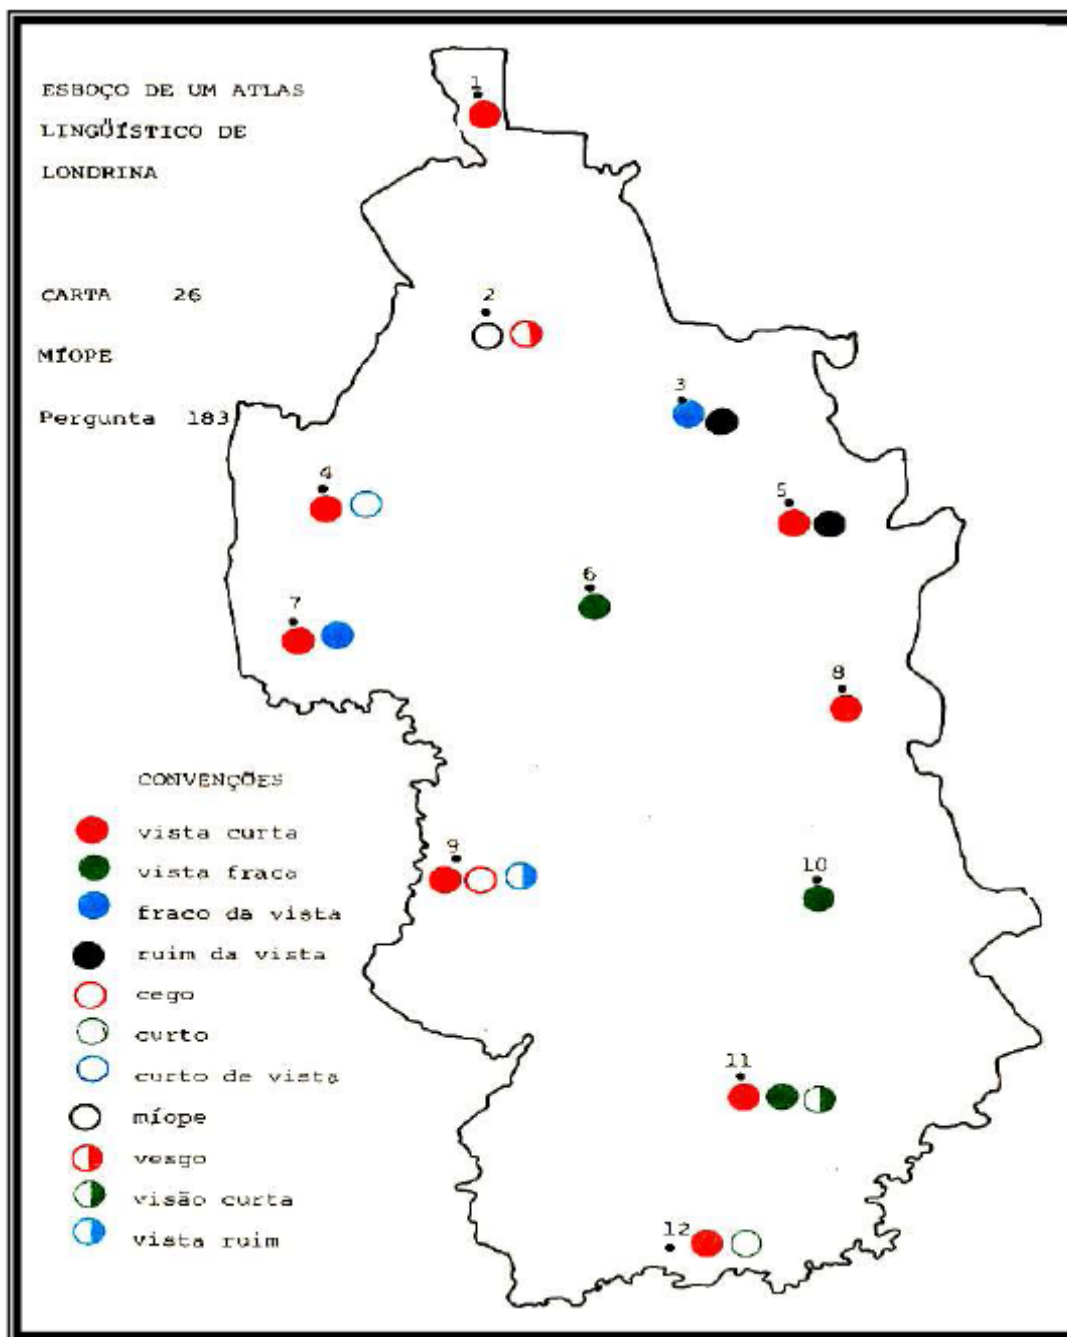 ESBOÇO DE UM ATLAS
LINGÜÍSTICO DE
LONDRINA
CARTA 26
MÍOPE
Pergunta 183
1
2
3
4
5
6
7
8
9
10
11
12
CONVENÇÕES
vista curta
vista fraca
fraco da vista
ruim da vista
cego
curto
curto de vista
míope
vesgo
visão curta
vista ruim